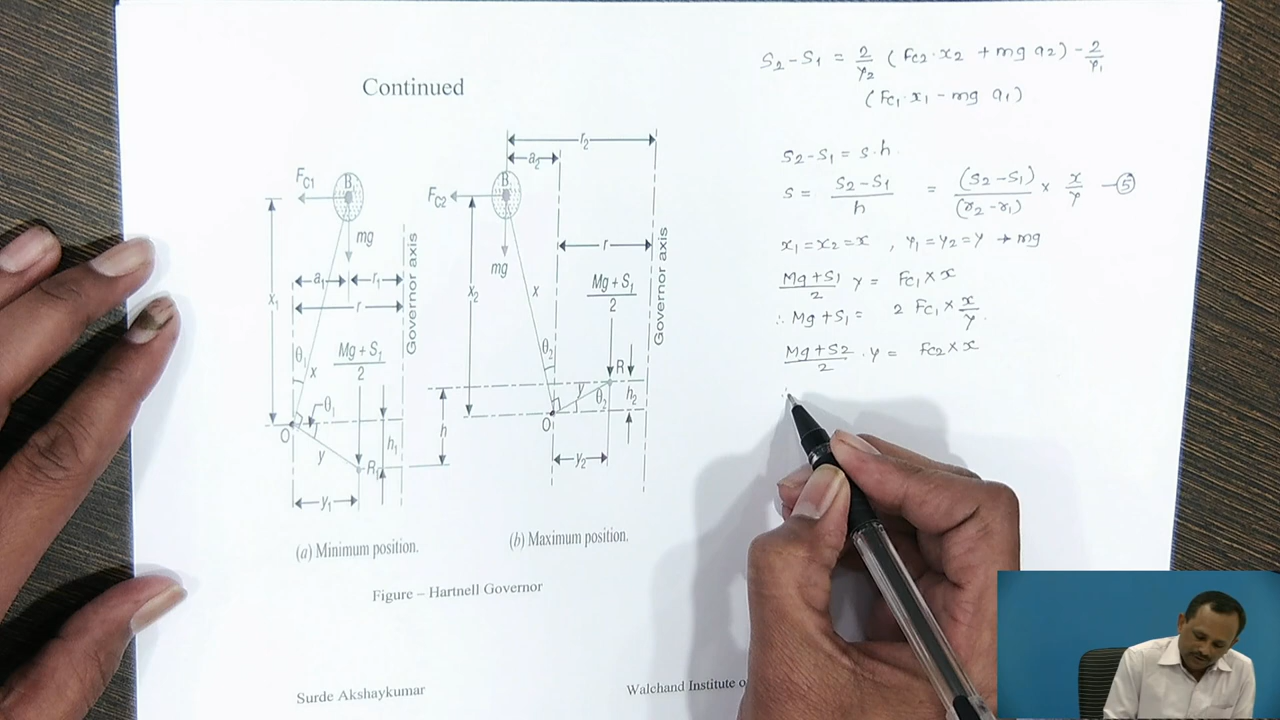 Continued
r₂
a₂
F_C1
B
mg
a₁
r₁
r
x₁
θ₁
x
Mg + S₁ / 2
θ₁
O
y
h₁
R₁
y₁
Governor axis
F_C2
B
mg
r
x₂
x
Mg + S₁ / 2
θ₂
R
y
θ₂
h₂
h
O
y₂
Governor axis
(a) Minimum position.
(b) Maximum position.
Figure – Hartnell Governor
Surde Akshaykumar
Walchand Institute o
S₂ - S₁ = 2/y₂ (Fc₂ · x₂ + mg a₂) - 2/y₁
(Fc₁ · x₁ - mg a₁)
S₂ - S₁ = s · h
s = (S₂ - S₁)/h = (S₂ - S₁)/(r₂ - r₁) × x/y — ⑤
x₁ = x₂ = x , y₁ = y₂ = y → mg
(Mg + S₁)/2 y = Fc₁ × x
∴ Mg + S₁ = 2 Fc₁ × x/y .
(Mg + S₂)/2 · y = Fc₂ × x